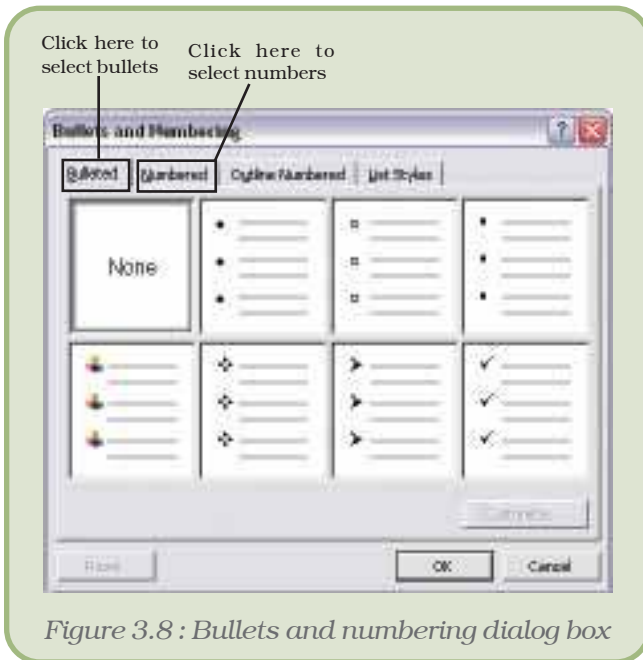 Click here to
select bullets
Click here to
select numbers
Bullets and Numbering
Bulleted Numbered Outline Numbered List Styles
None
Customize...
Reset
OK
Cancel
Figure 3.8 : Bullets and numbering dialog box